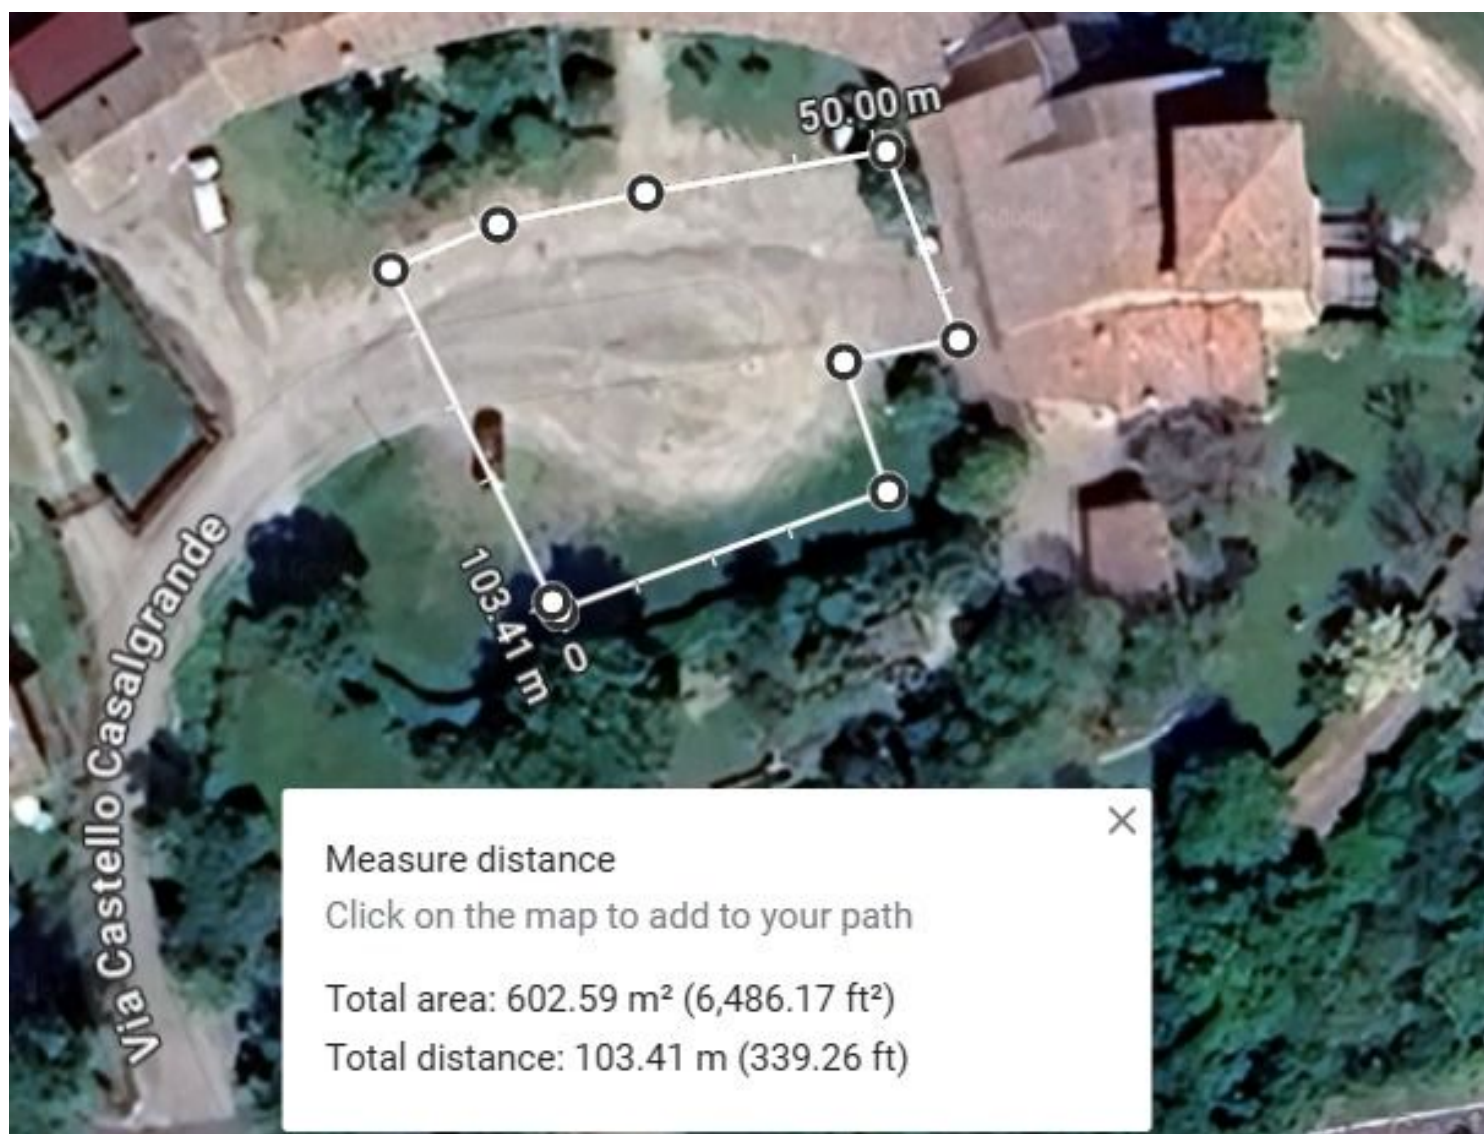 50.00 m
103.41 m
0
Via Castello Casalgrande
Measure distance
Click on the map to add to your path
Total area: 602.59 m² (6,486.17 ft²)
Total distance: 103.41 m (339.26 ft)